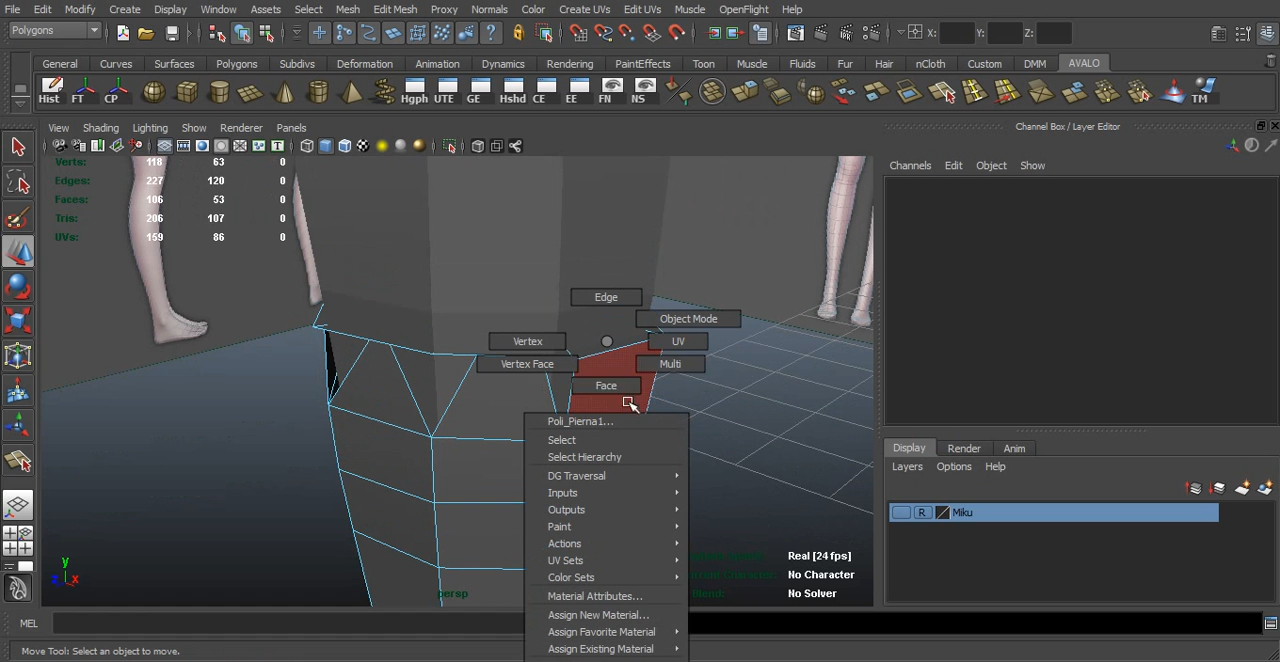 File Edit Modify Create Display Window Assets Select Mesh Edit Mesh Proxy Normals Color Create UVs Edit UVs Muscle OpenFlight Help
Polygons X: Y: Z:
General Curves Surfaces Polygons Subdivs Deformation Animation Dynamics Rendering PaintEffects Toon Muscle Fluids Fur Hair nCloth Custom DMM AVALO
Hist FT CP Hgph UTE GE Hshd CE EE FN NS TM
View Shading Lighting Show Renderer Panels
Channel Box / Layer Editor
Channels Edit Object Show
Verts: 118 63 0
Edges: 227 120 0
Faces: 106 53 0
Tris: 206 107 0
UVs: 159 86 0
Edge
Object Mode
Vertex UV
Vertex Face Multi
Face
Poli_Pierna1...
Select
Select Hierarchy
DG Traversal
Inputs
Outputs
Paint
Actions
UV Sets
Color Sets
Material Attributes...
Assign New Material...
Assign Favorite Material
Assign Existing Material
Display Render Anim
Layers Options Help
R Miku
Real [24 fps]
No Character
No Solver
persp
y
z x
MEL
Move Tool: Select an object to move.